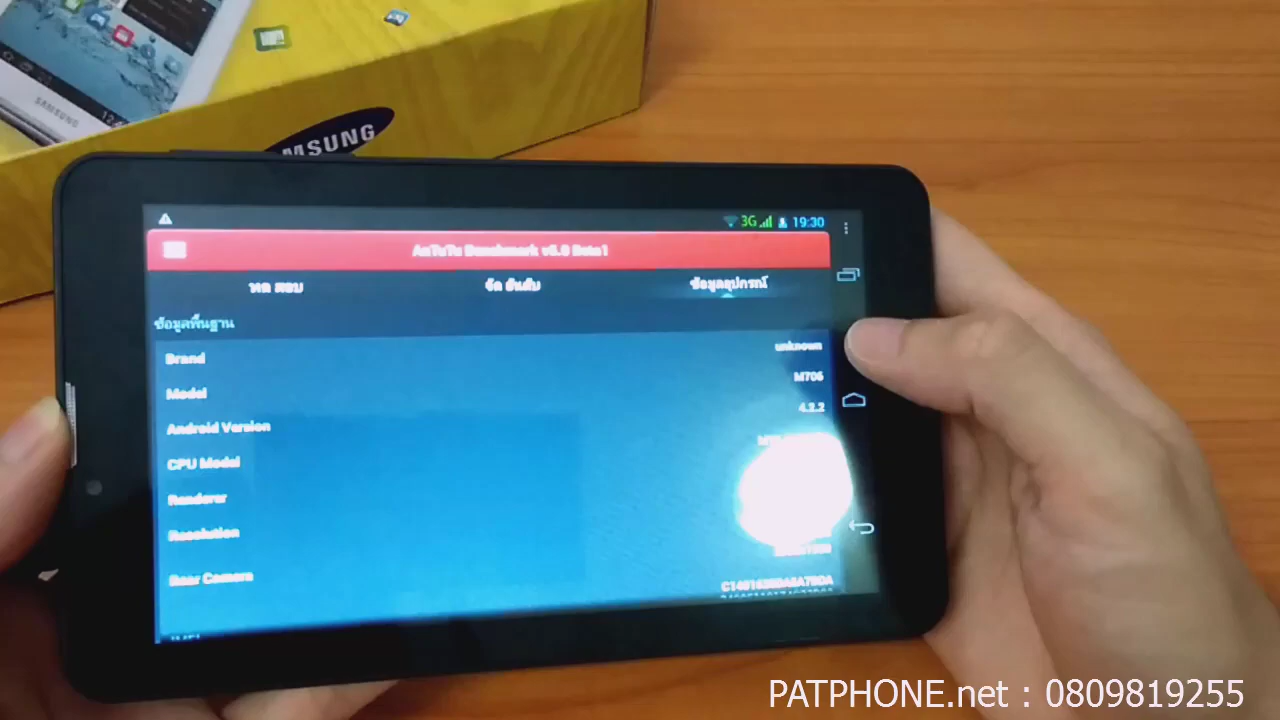 SAMSUNG
SAMSUNG
3G 19:30
AnTuTu Benchmark v5.0 Beta1
ทดสอบ จัดอันดับ ข้อมูลอุปกรณ์
ข้อมูลพื้นฐาน
Brand unknown
Model M706
Android Version 4.2.2
CPU Model
Renderer
Resolution
Rear Camera
IMEI
PATPHONE.net : 0809819255